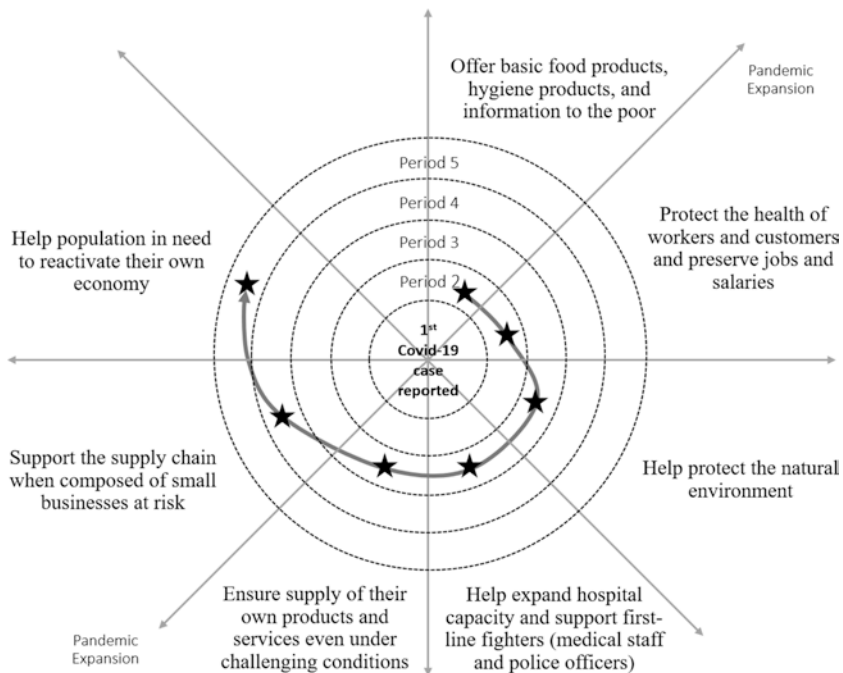 Offer basic food products,
hygiene products, and
information to the poor
Pandemic
Expansion
Period 5
Period 4
Period 3
Period 2
1st
Covid-19
case
reported
Help population in need
to reactivate their own
economy
Protect the health of
workers and customers
and preserve jobs and
salaries
Support the supply chain
when composed of small
businesses at risk
Help protect the natural
environment
Ensure supply of their
own products and
services even under
challenging conditions
Help expand hospital
capacity and support first-
line fighters (medical staff
and police officers)
Pandemic
Expansion